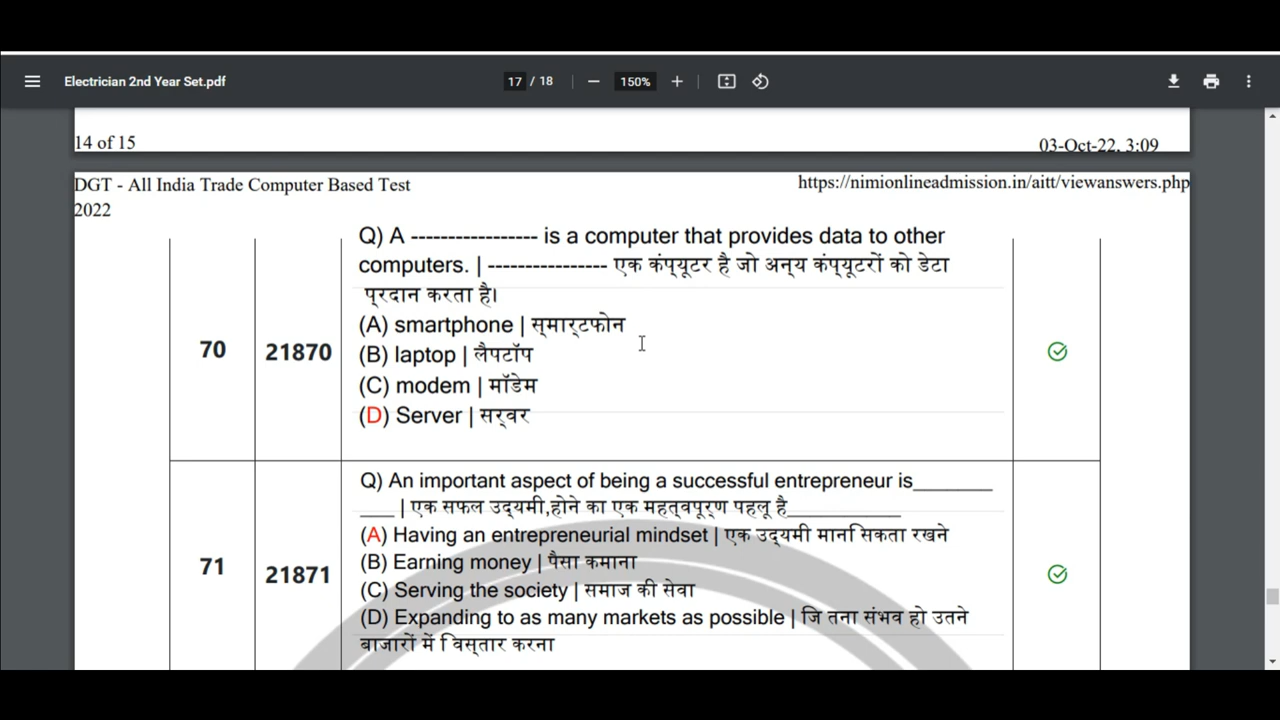 Electrician 2nd Year Set.pdf
17 / 18
150%
14 of 15
03-Oct-22, 3:09
DGT - All India Trade Computer Based Test
https://nimionlineadmission.in/aitt/viewanswers.php
2022
Q) A ----------------- is a computer that provides data to other
computers. | ---------------- एक कंप्यूटर है जो अन्य कंप्यूटरों को डेटा
प्रदान करता है।
(A) smartphone | स्मार्टफोन
70
21870
(B) laptop | लैपटॉप
(C) modem | मॉडेम
(D) Server | सर्वर
Q) An important aspect of being a successful entrepreneur is________
____ | एक सफल उद्यमी,होने का एक महत्वपूर्ण पहलू है___________
(A) Having an entrepreneurial mindset | एक उद्यमी मानसिकता रखने
71
21871
(B) Earning money | पैसा कमाना
(C) Serving the society | समाज की सेवा
(D) Expanding to as many markets as possible | जितना संभव हो उतने
बाजारों में विस्तार करना